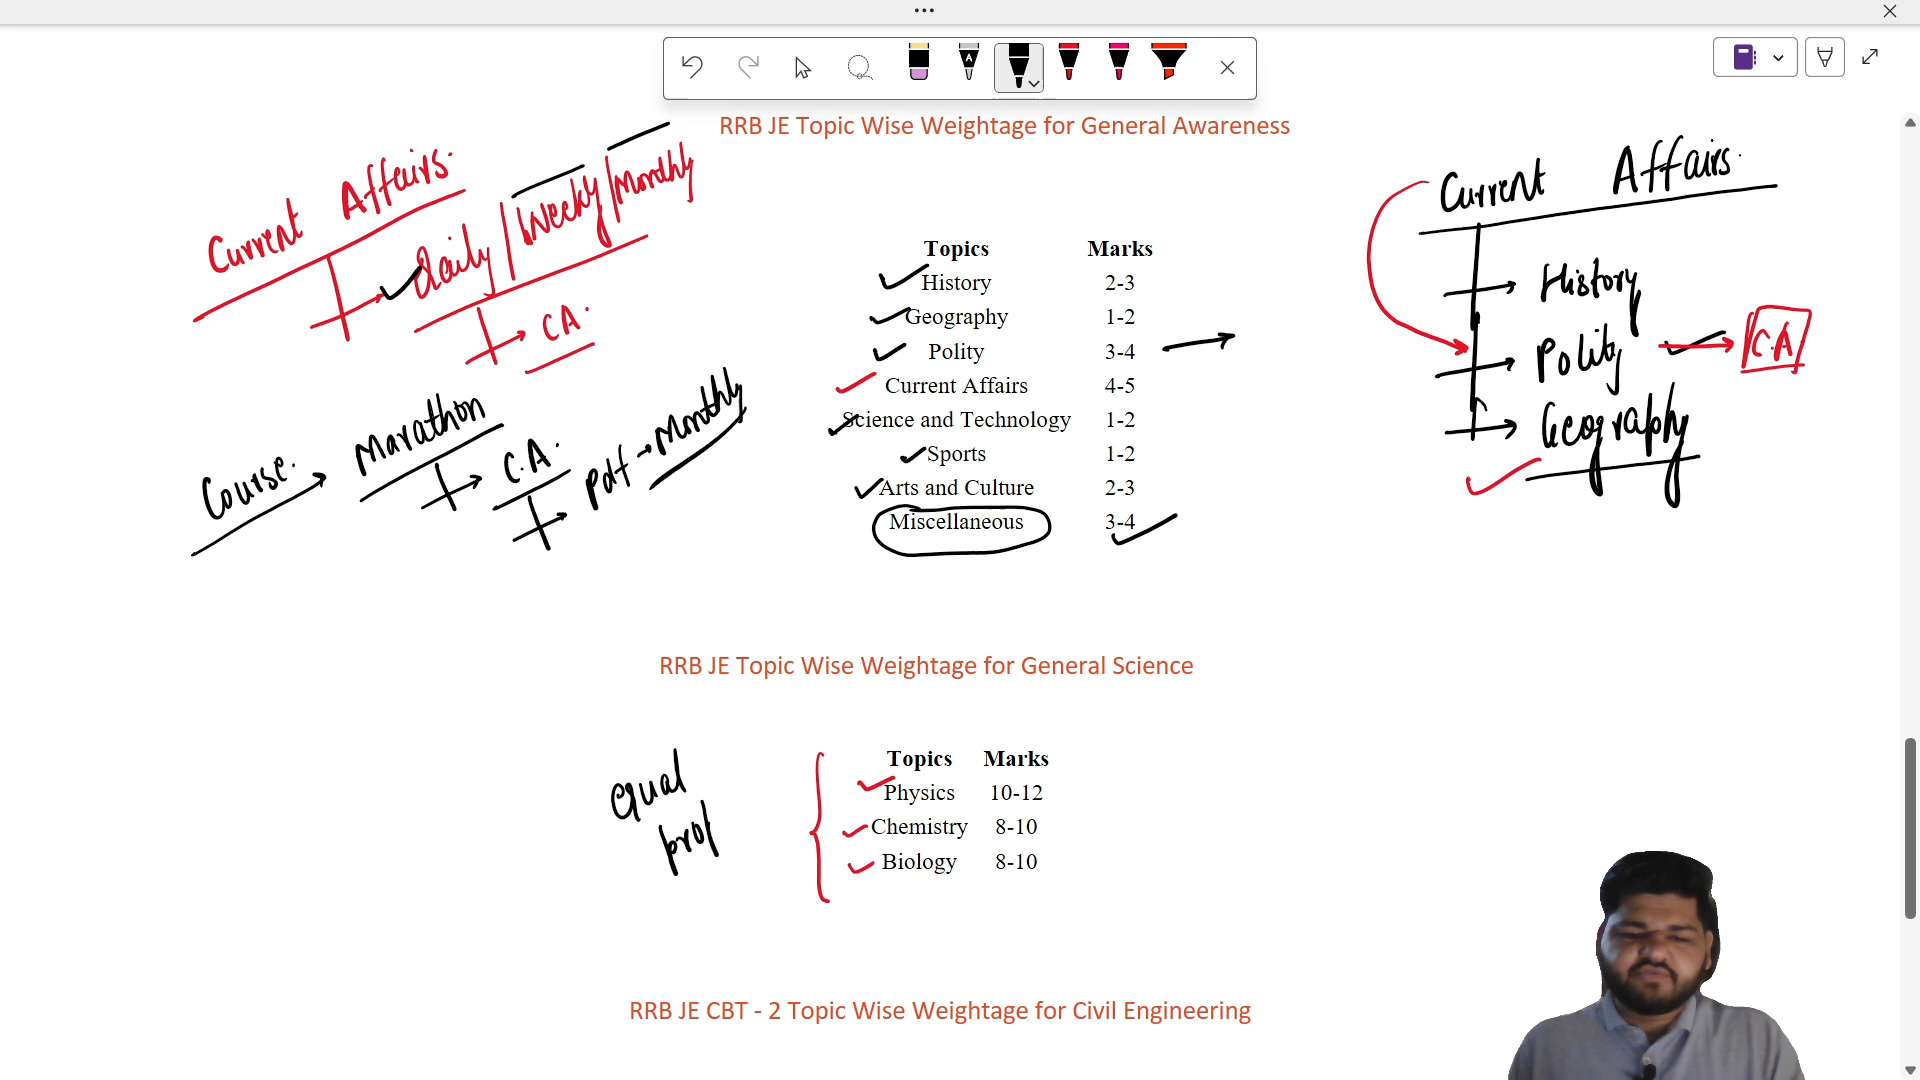 RRB JE Topic Wise Weightage for General Awareness
Current Affairs.
daily / Weekly / Monthly
CA.
Course. → Marathon
C.A.
Pdf → Monthly
Topics Marks
History 2-3
Geography 1-2
Polity 3-4
Current Affairs 4-5
Science and Technology 1-2
Sports 1-2
Arts and Culture 2-3
Miscellaneous 3-4
Current Affairs.
History
Polity → C.A
Geography
RRB JE Topic Wise Weightage for General Science
equal
Topics Marks
Physics 10-12
Chemistry 8-10
Biology 8-10
RRB JE CBT - 2 Topic Wise Weightage for Civil Engineering